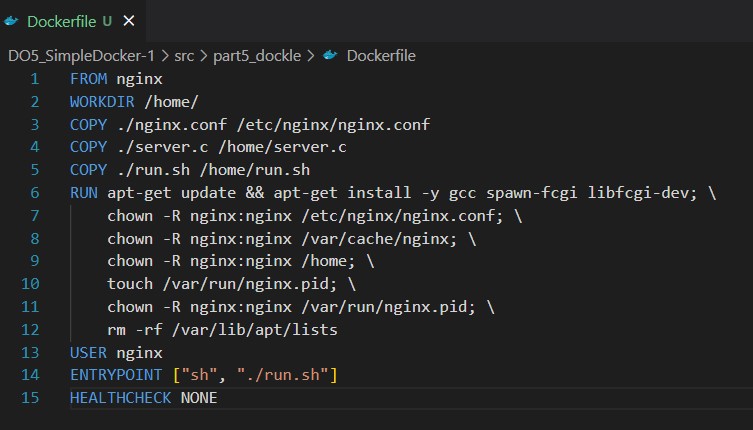 Dockerfile U ×
DO5_SimpleDocker-1 > src > part5_dockle > Dockerfile
1 FROM nginx
2 WORKDIR /home/
3 COPY ./nginx.conf /etc/nginx/nginx.conf
4 COPY ./server.c /home/server.c
5 COPY ./run.sh /home/run.sh
6 RUN apt-get update && apt-get install -y gcc spawn-fcgi libfcgi-dev; \
7 chown -R nginx:nginx /etc/nginx/nginx.conf; \
8 chown -R nginx:nginx /var/cache/nginx; \
9 chown -R nginx:nginx /home; \
10 touch /var/run/nginx.pid; \
11 chown -R nginx:nginx /var/run/nginx.pid; \
12 rm -rf /var/lib/apt/lists
13 USER nginx
14 ENTRYPOINT ["sh", "./run.sh"]
15 HEALTHCHECK NONE